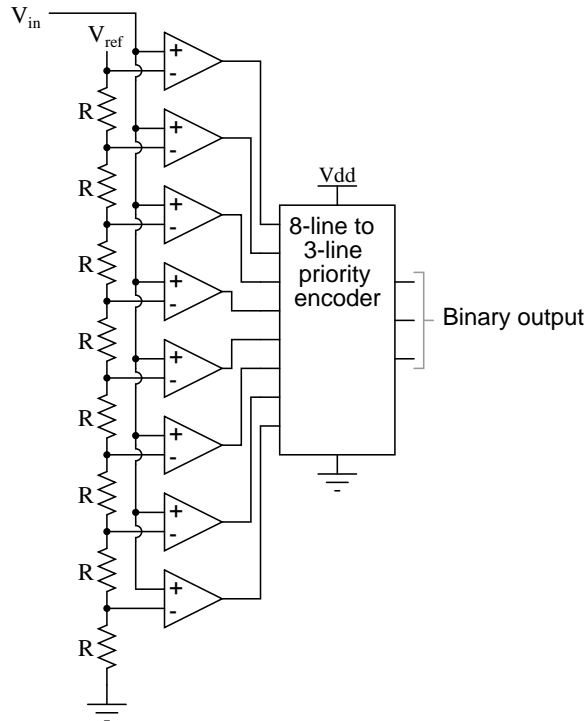 V_in
V_ref
+
-
R
+
-
R
+
-
R
+
-
R
+
-
R
+
-
R
+
-
R
+
-
R
Vdd
8-line to
3-line
priority
encoder
Binary output